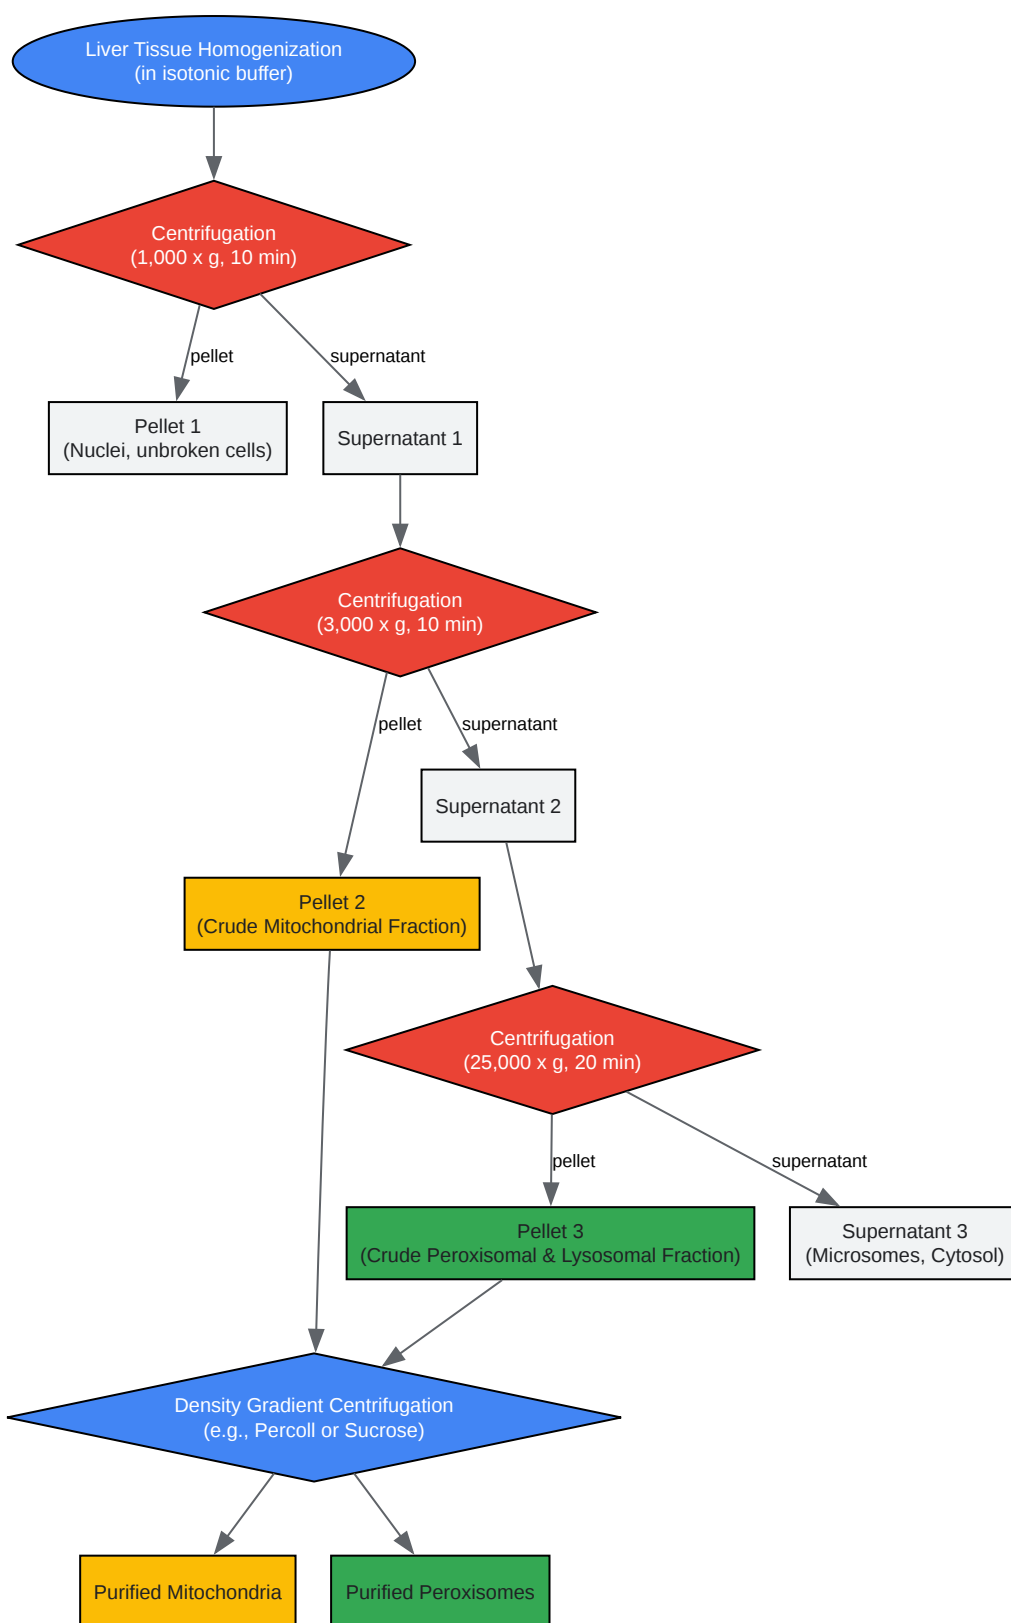 Liver Tissue Homogenization
(in isotonic buffer)
Centrifugation
(1,000 x g, 10 min)
pellet
supernatant
Pellet 1
(Nuclei, unbroken cells)
Supernatant 1
Centrifugation
(3,000 x g, 10 min)
pellet
supernatant
Supernatant 2
Pellet 2
(Crude Mitochondrial Fraction)
Centrifugation
(25,000 x g, 20 min)
pellet
supernatant
Pellet 3
(Crude Peroxisomal & Lysosomal Fraction)
Supernatant 3
(Microsomes, Cytosol)
Density Gradient Centrifugation
(e.g., Percoll or Sucrose)
Purified Mitochondria
Purified Peroxisomes